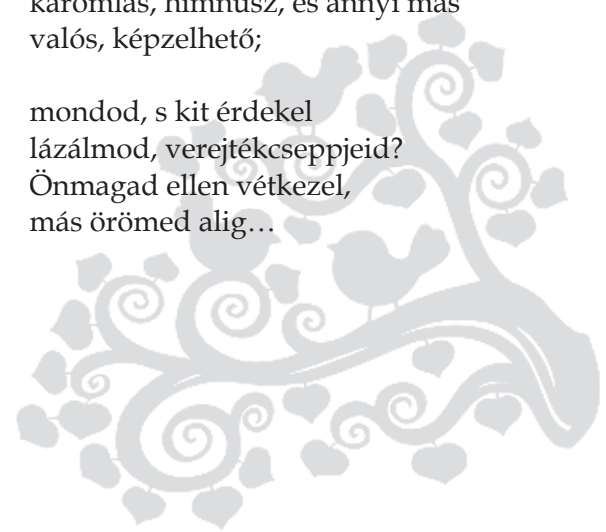 káromlás, himnusz, és annyi más
valós, képzelhető;

mondod, s kit érdekel
lázálmod, verejtékcseppjeid?
Önmagad ellen vétkezel,
más örömed alig…